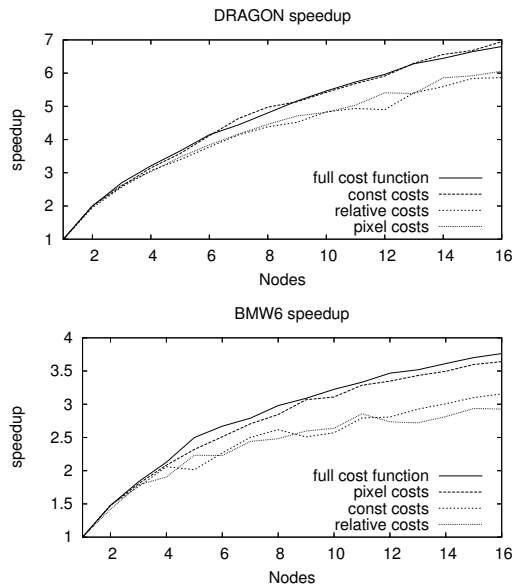 DRAGON speedup
7
6
5
4
3
2
1
speedup
full cost function
const costs
relative costs
pixel costs
2 4 6 8 10 12 14 16
Nodes
BMW6 speedup
4
3.5
3
2.5
2
1.5
1
speedup
full cost function
pixel costs
const costs
relative costs
2 4 6 8 10 12 14 16
Nodes